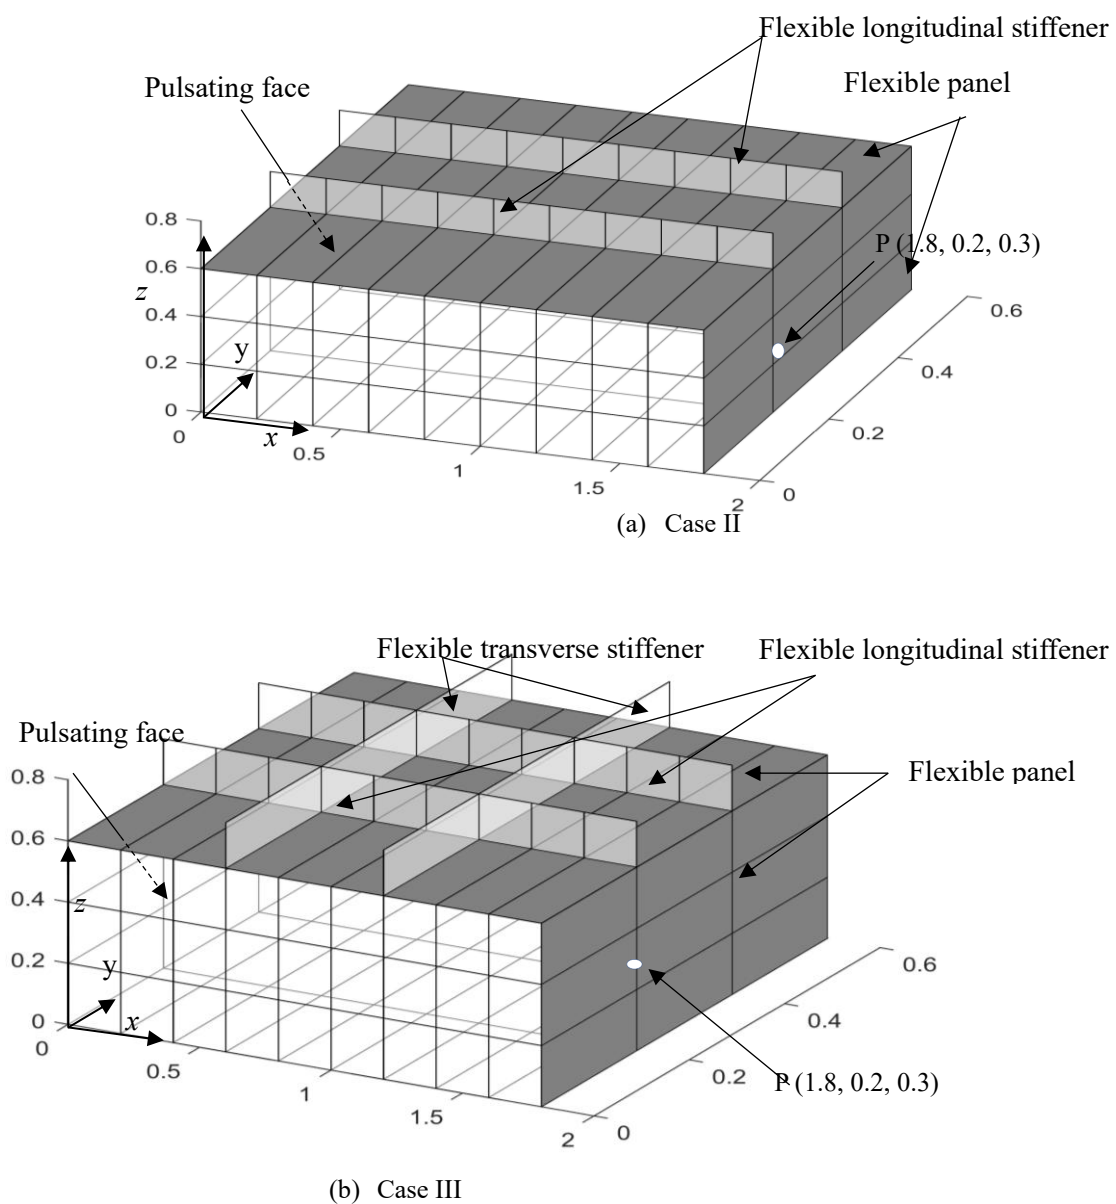 Flexible longitudinal stiffener
Pulsating face
Flexible panel
P (1.8, 0.2, 0.3)
0.8
0.6
z
0.4
0.2
0
y
x
0
0.5
1
1.5
2
0
0.2
0.4
0.6
(a) Case II
Flexible transverse stiffener
Flexible longitudinal stiffener
Pulsating face
Flexible panel
0.8
0.6
0.4
z
0.2
0
y
x
0
0.5
1
1.5
2
0
0.2
0.4
0.6
P (1.8, 0.2, 0.3)
(b) Case III